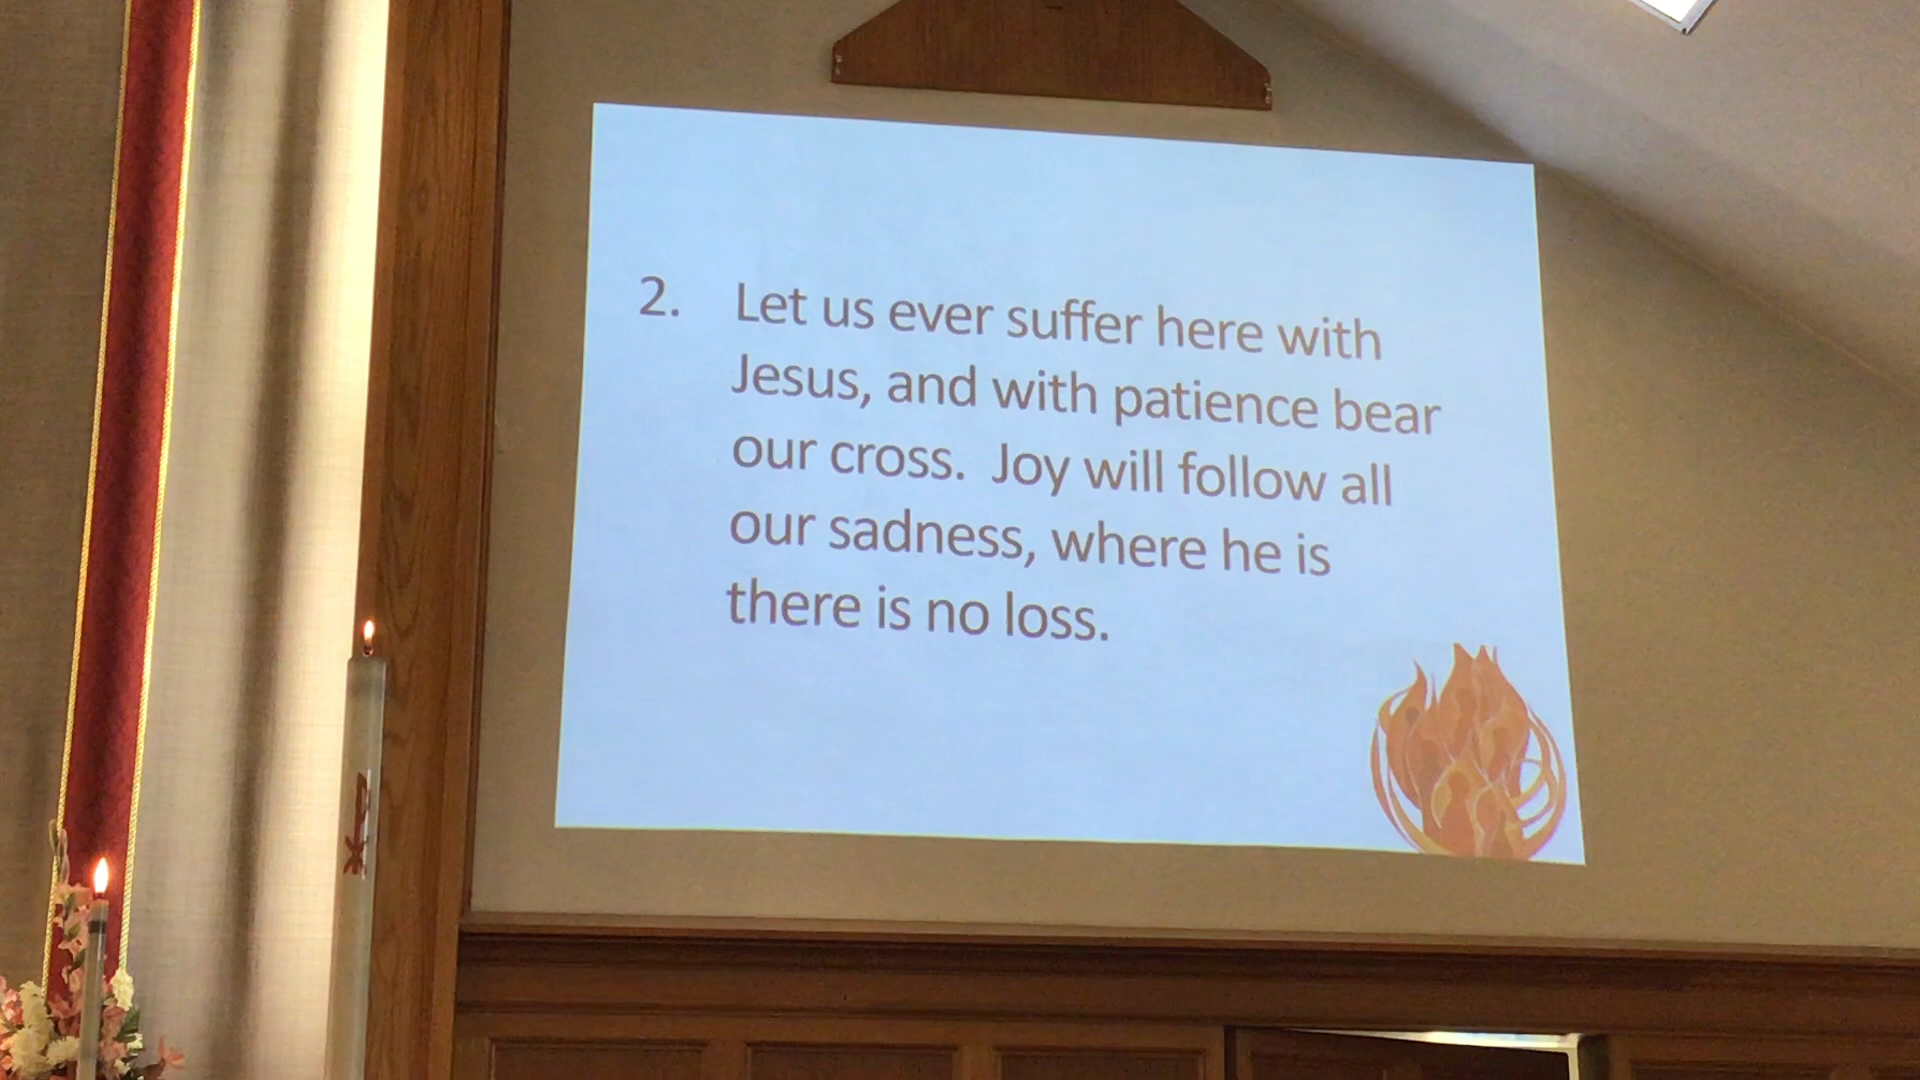 2. Let us ever suffer here with
Jesus, and with patience bear
our cross. Joy will follow all
our sadness, where he is
there is no loss.